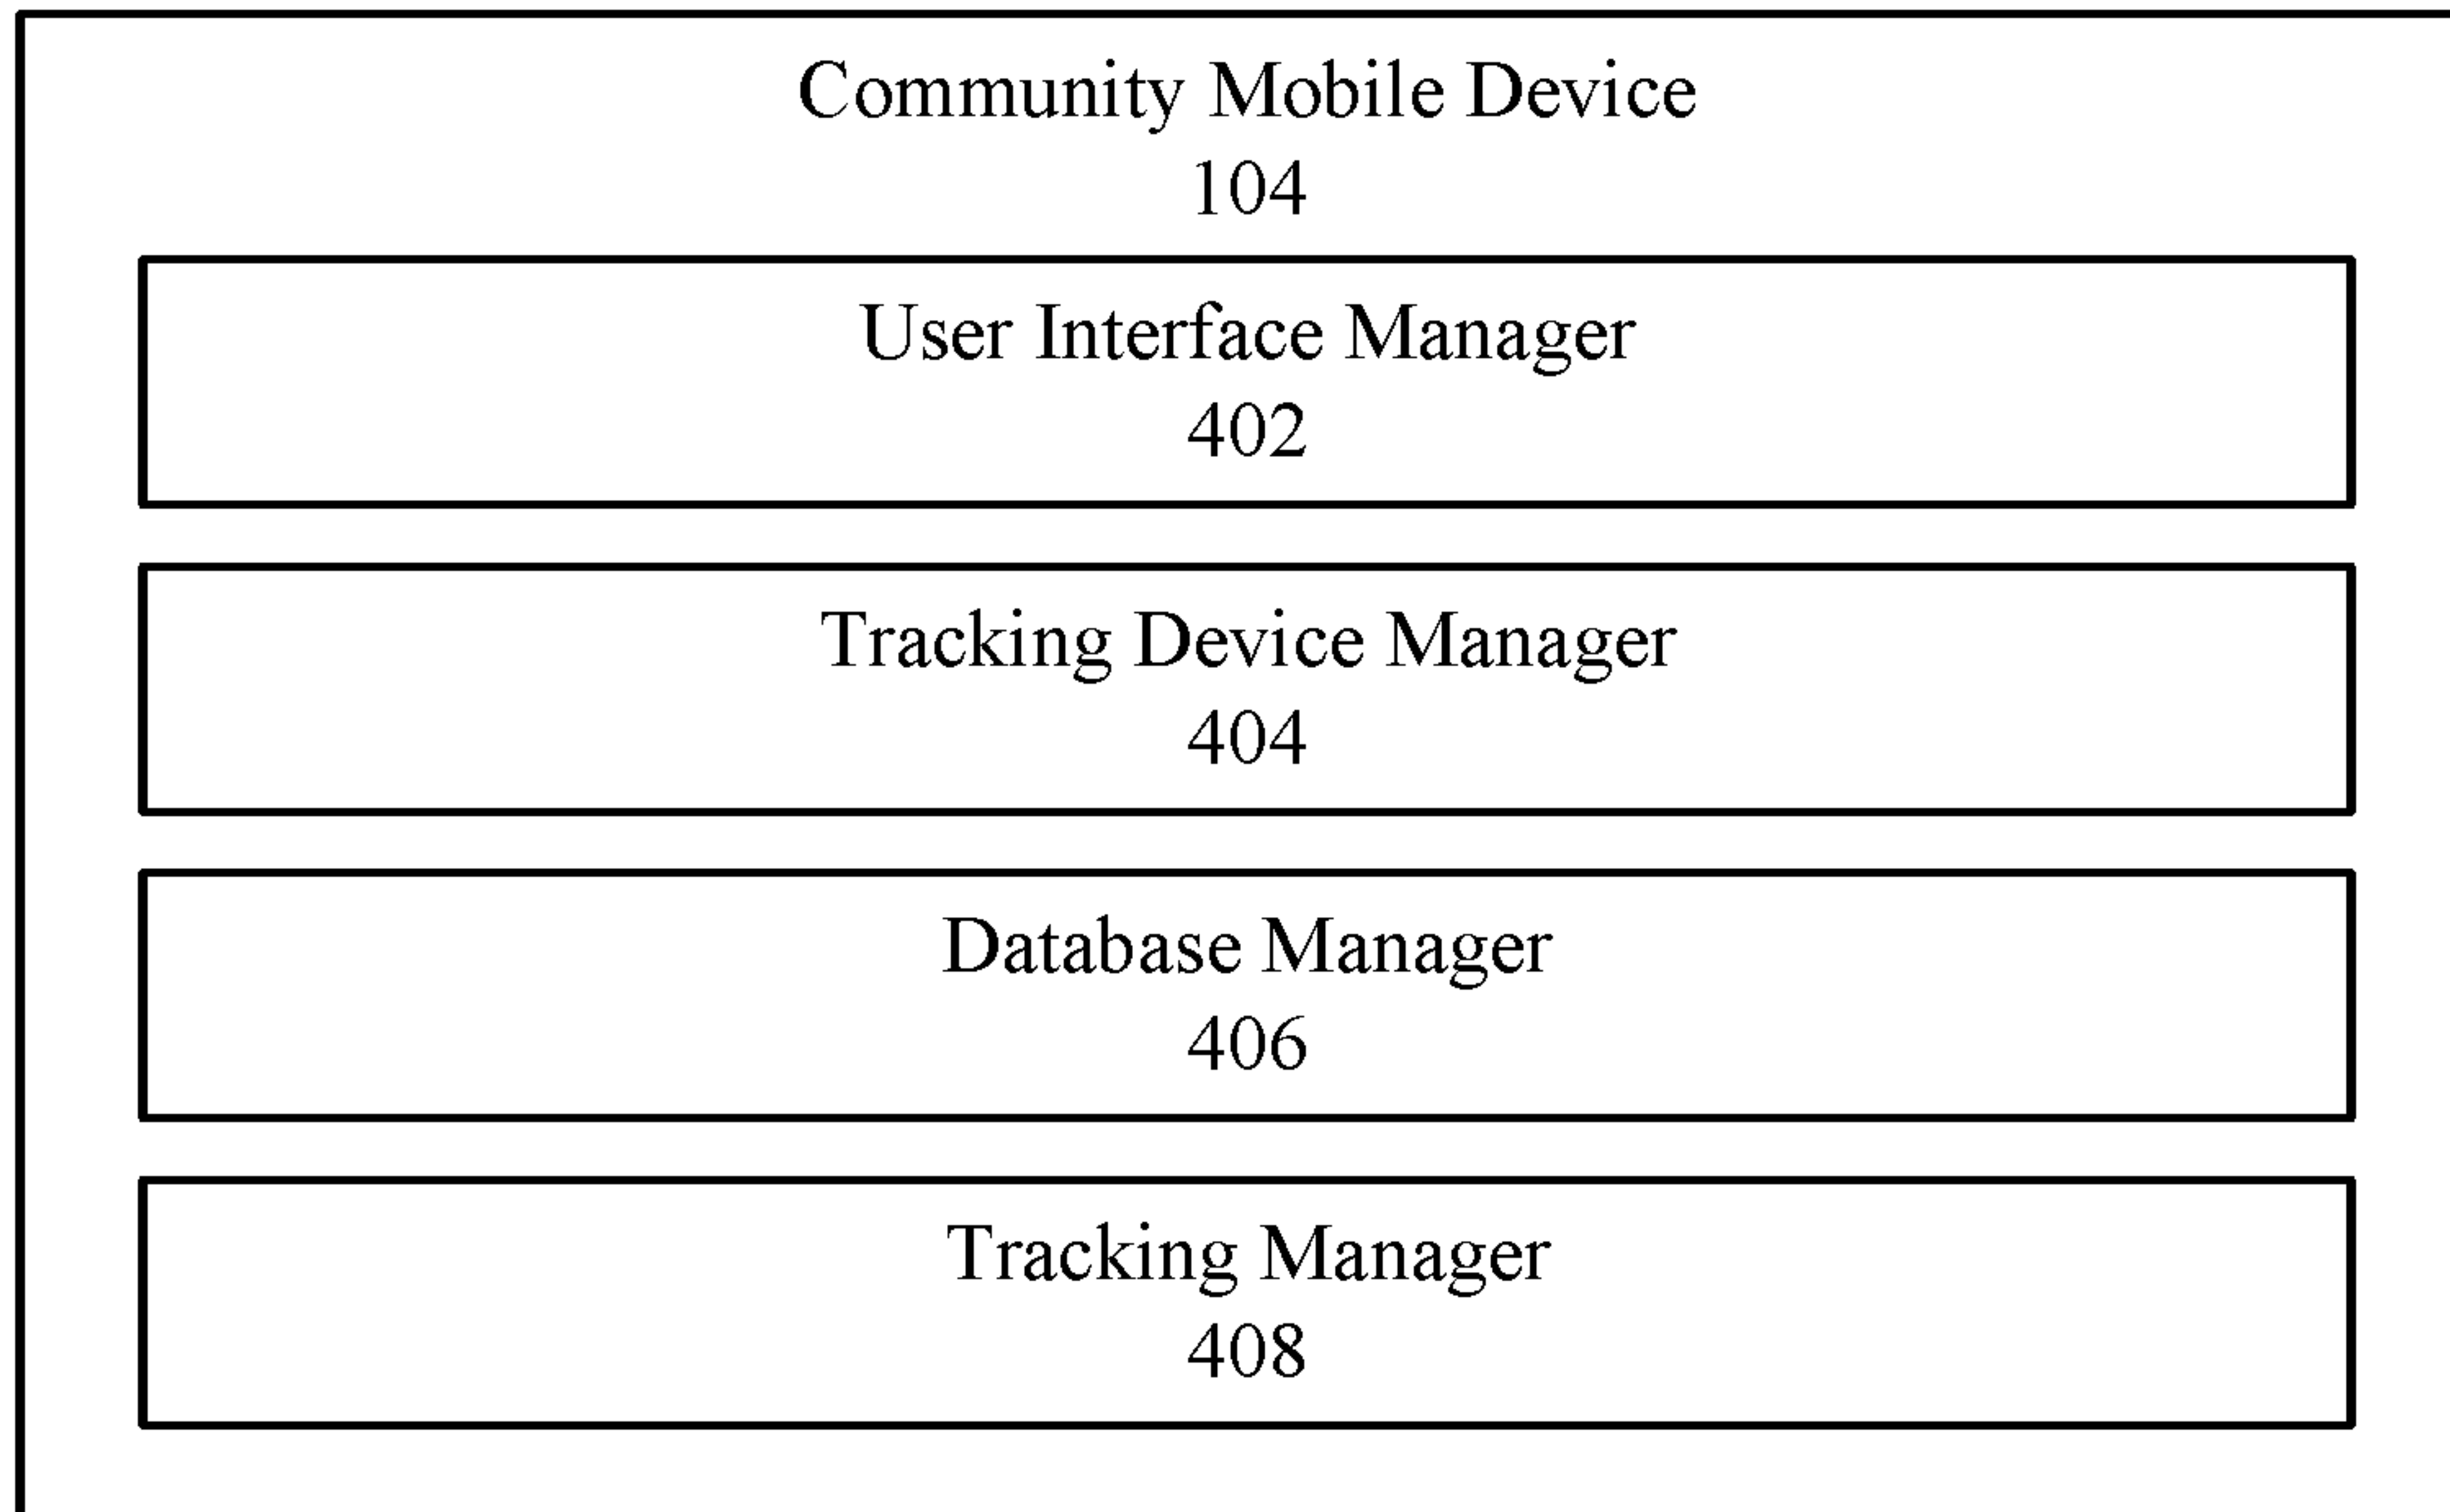 Community Mobile Device
104
User Interface Manager
402
Tracking Device Manager
404
Database Manager
406
Tracking Manager
408